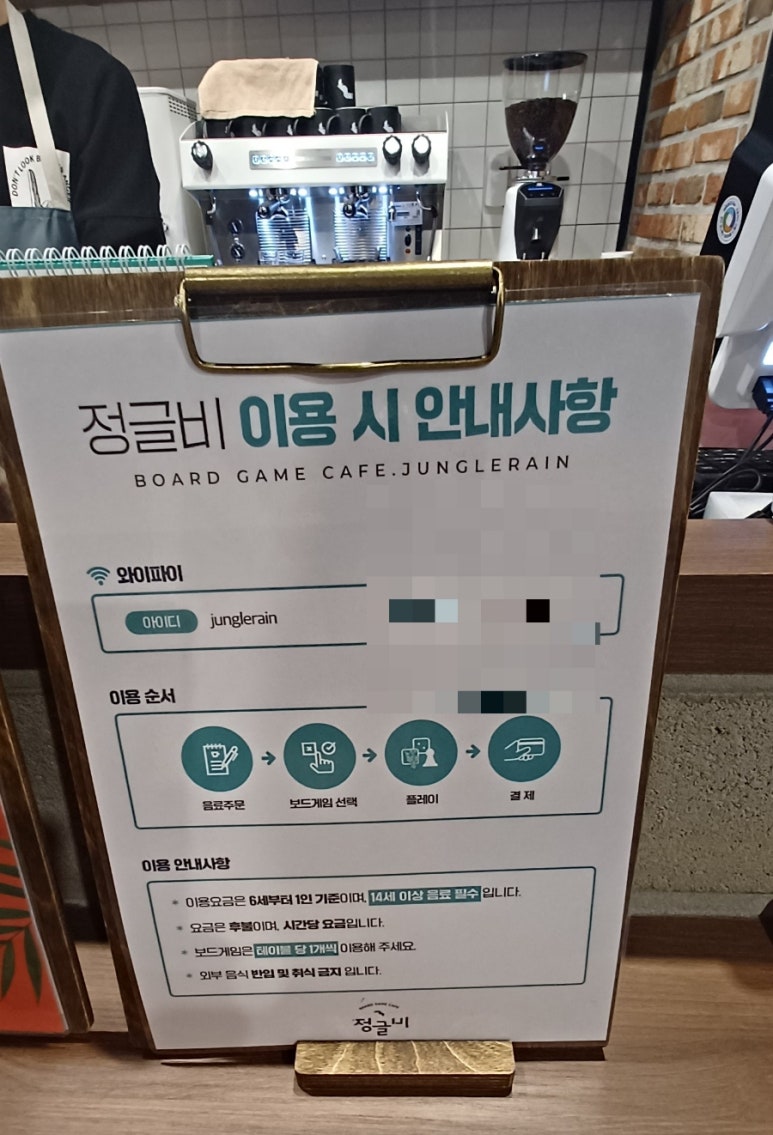 DON'T LOOK
정글비 이용 시 안내사항
BOARD GAME CAFE.JUNGLERAIN
와이파이
아이디 junglerain
이용 순서
음료주문 보드게임 선택 플레이 결 제
이용 안내사항
이용요금은 6세부터 1인 기준이며, 14세 이상 음료 필수 입니다.
요금은 후불이며, 시간당 요금입니다.
보드게임은 테이블 당 1개씩 이용해 주세요.
외부 음식 반입 및 취식 금지 입니다.
BOARD GAME CAFE
정글비